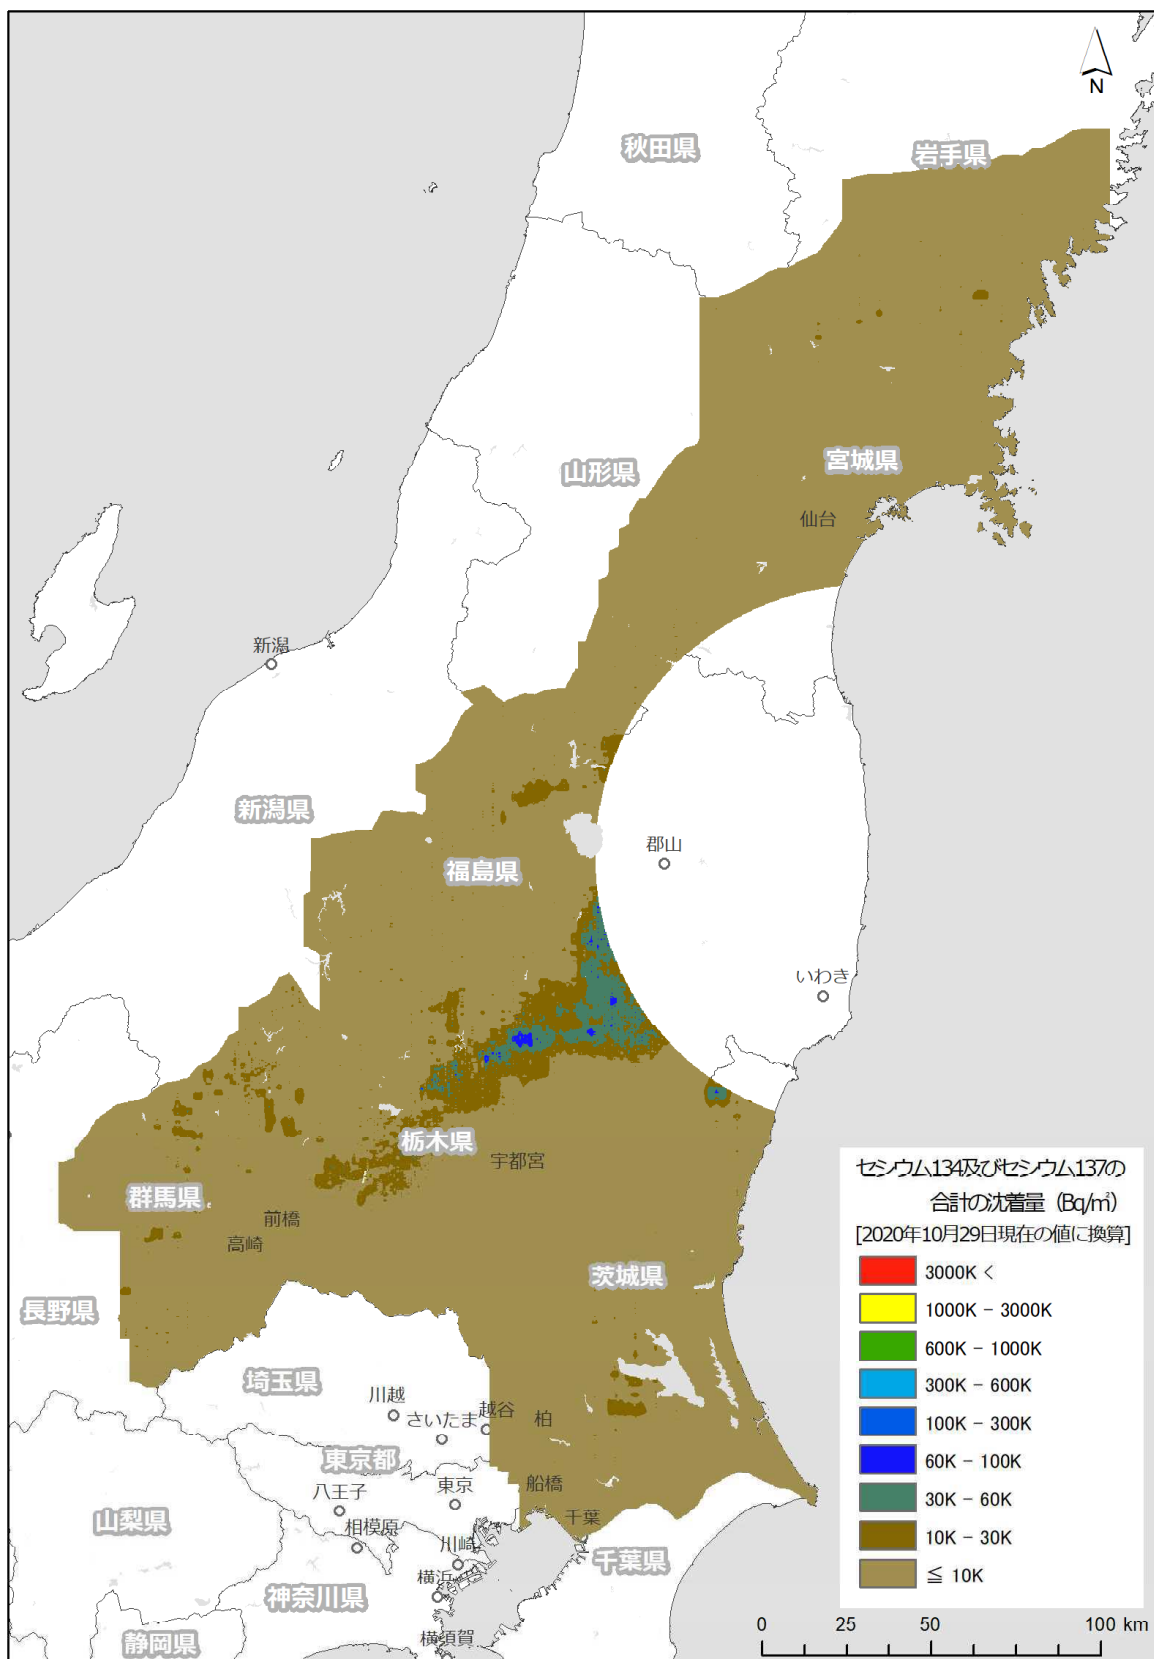 N
秋田県
岩手県
山形県
宮城県
仙台
新潟
新潟県
郡山
福島県
いわき
栃木県
宇都宮
群馬県
前橋
高崎
茨城県
長野県
埼玉県
川越
さいたま
越谷
柏
東京都
八王子
東京
船橋
千葉
山梨県
相模原
川崎
千葉県
横浜
神奈川県
静岡県
横須賀
セシウム134及びセシウム137の
合計の沈着量 (Bq/㎡)
[2020年10月29日現在の値に換算]
3000K <
1000K - 3000K
600K - 1000K
300K - 600K
100K - 300K
60K - 100K
30K - 60K
10K - 30K
≦ 10K
0 25 50 100 km